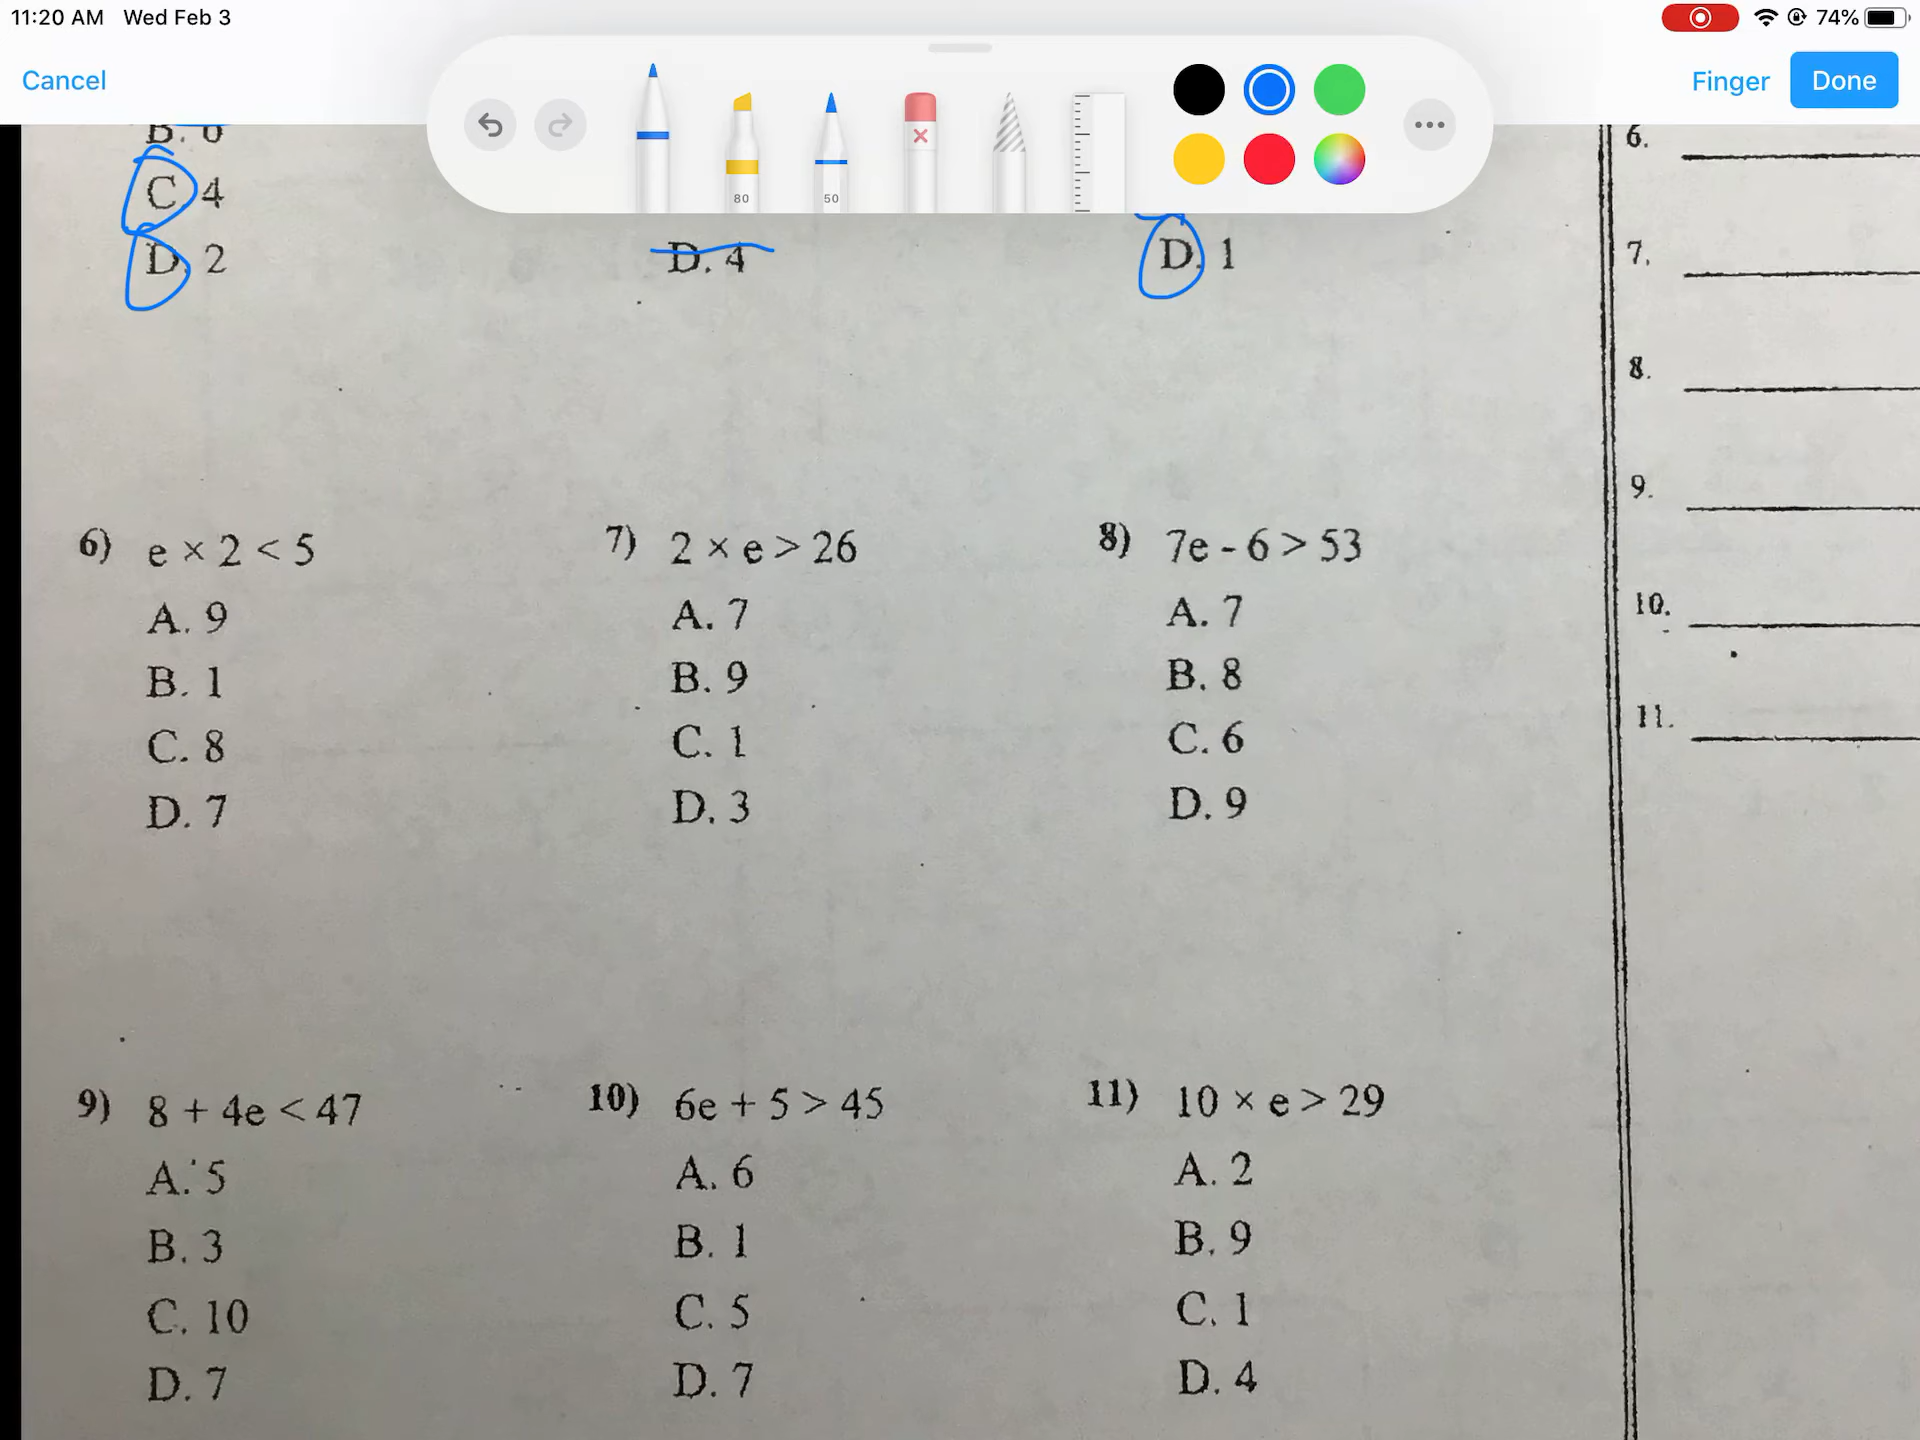 11:20 AM Wed Feb 3
74%
Cancel
Finger
Done
80
50
C. 4
D. 2
D. 4
D. 1
6.
7.
8.
9.
10.
11.
6) e × 2 < 5
A. 9
B. 1
C. 8
D. 7
7) 2 × e > 26
A. 7
B. 9
C. 1
D. 3
8) 7e - 6 > 53
A. 7
B. 8
C. 6
D. 9
9) 8 + 4e < 47
A. 5
B. 3
C. 10
D. 7
10) 6e + 5 > 45
A. 6
B. 1
C. 5
D. 7
11) 10 × e > 29
A. 2
B. 9
C. 1
D. 4